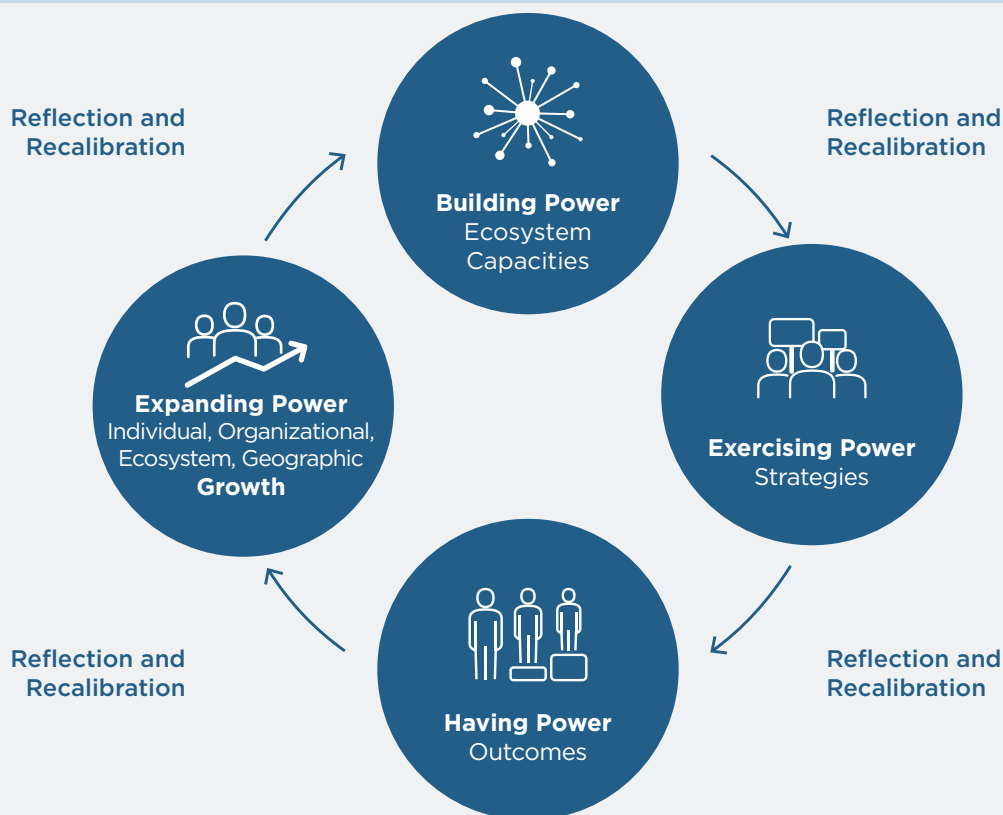 Reflection and
Recalibration
Reflection and
Recalibration
Building Power
Ecosystem
Capacities
Expanding Power
Individual, Organizational,
Ecosystem, Geographic
Growth
Exercising Power
Strategies
Reflection and
Recalibration
Reflection and
Recalibration
Having Power
Outcomes